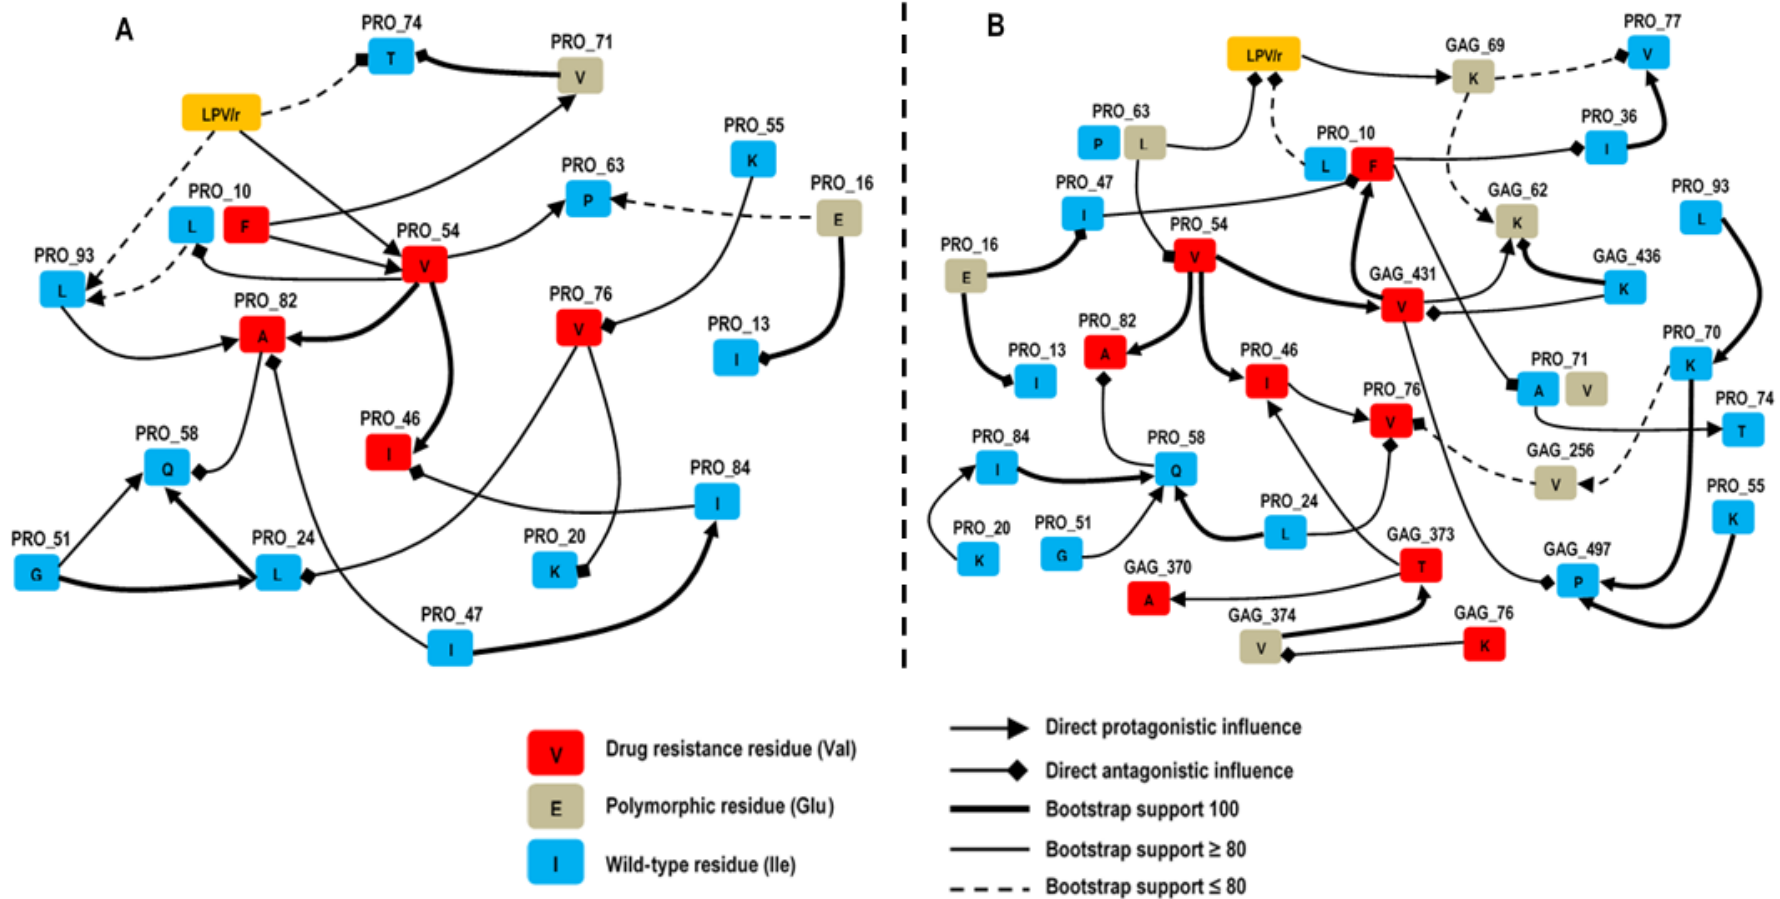 A
PRO_74
T
PRO_71
V
LPV/r
PRO_55
K
PRO_63
P
PRO_16
E
PRO_10
L F
PRO_54
V
PRO_93
L
PRO_82
A
PRO_76
V
PRO_13
I
PRO_46
I
PRO_58
Q
PRO_84
I
PRO_51
G
PRO_24
L
PRO_20
K
PRO_47
I
B
LPV/r
GAG_69
K
PRO_77
V
PRO_63
P L
PRO_10
L F
PRO_36
I
PRO_47
I
GAG_62
K
PRO_93
L
PRO_16
E
PRO_54
V
GAG_431
V
GAG_436
K
PRO_82
A
PRO_13
I
PRO_46
I
PRO_76
V
PRO_71
A V
PRO_70
K
PRO_74
T
PRO_84
I
PRO_58
Q
GAG_256
V
PRO_55
K
PRO_20
K
PRO_51
G
PRO_24
L
GAG_373
T
GAG_497
P
GAG_370
A
GAG_374
V
GAG_76
K
V Drug resistance residue (Val)
E Polymorphic residue (Glu)
I Wild-type residue (Ile)
Direct protagonistic influence
Direct antagonistic influence
Bootstrap support 100
Bootstrap support ≥ 80
Bootstrap support ≤ 80